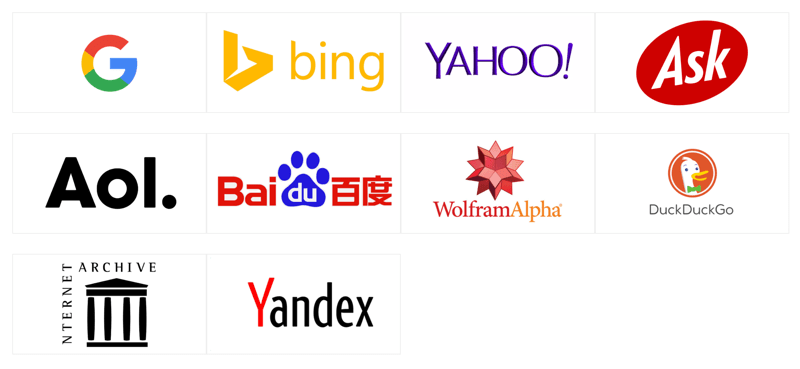 G
bing
YAHOO!
Ask
Aol.
Bai du 百度
WolframAlpha
DuckDuckGo
INTERNET ARCHIVE
Yandex